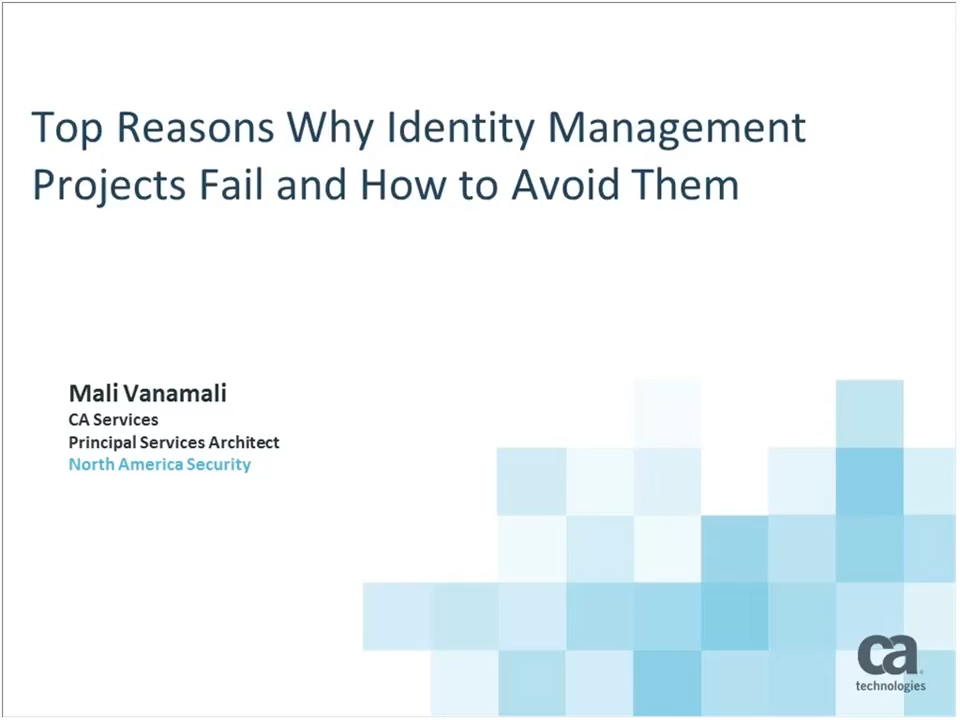 Top Reasons Why Identity Management
Projects Fail and How to Avoid Them
Mali Vanamali
CA Services
Principal Services Architect
North America Security
ca
technologies